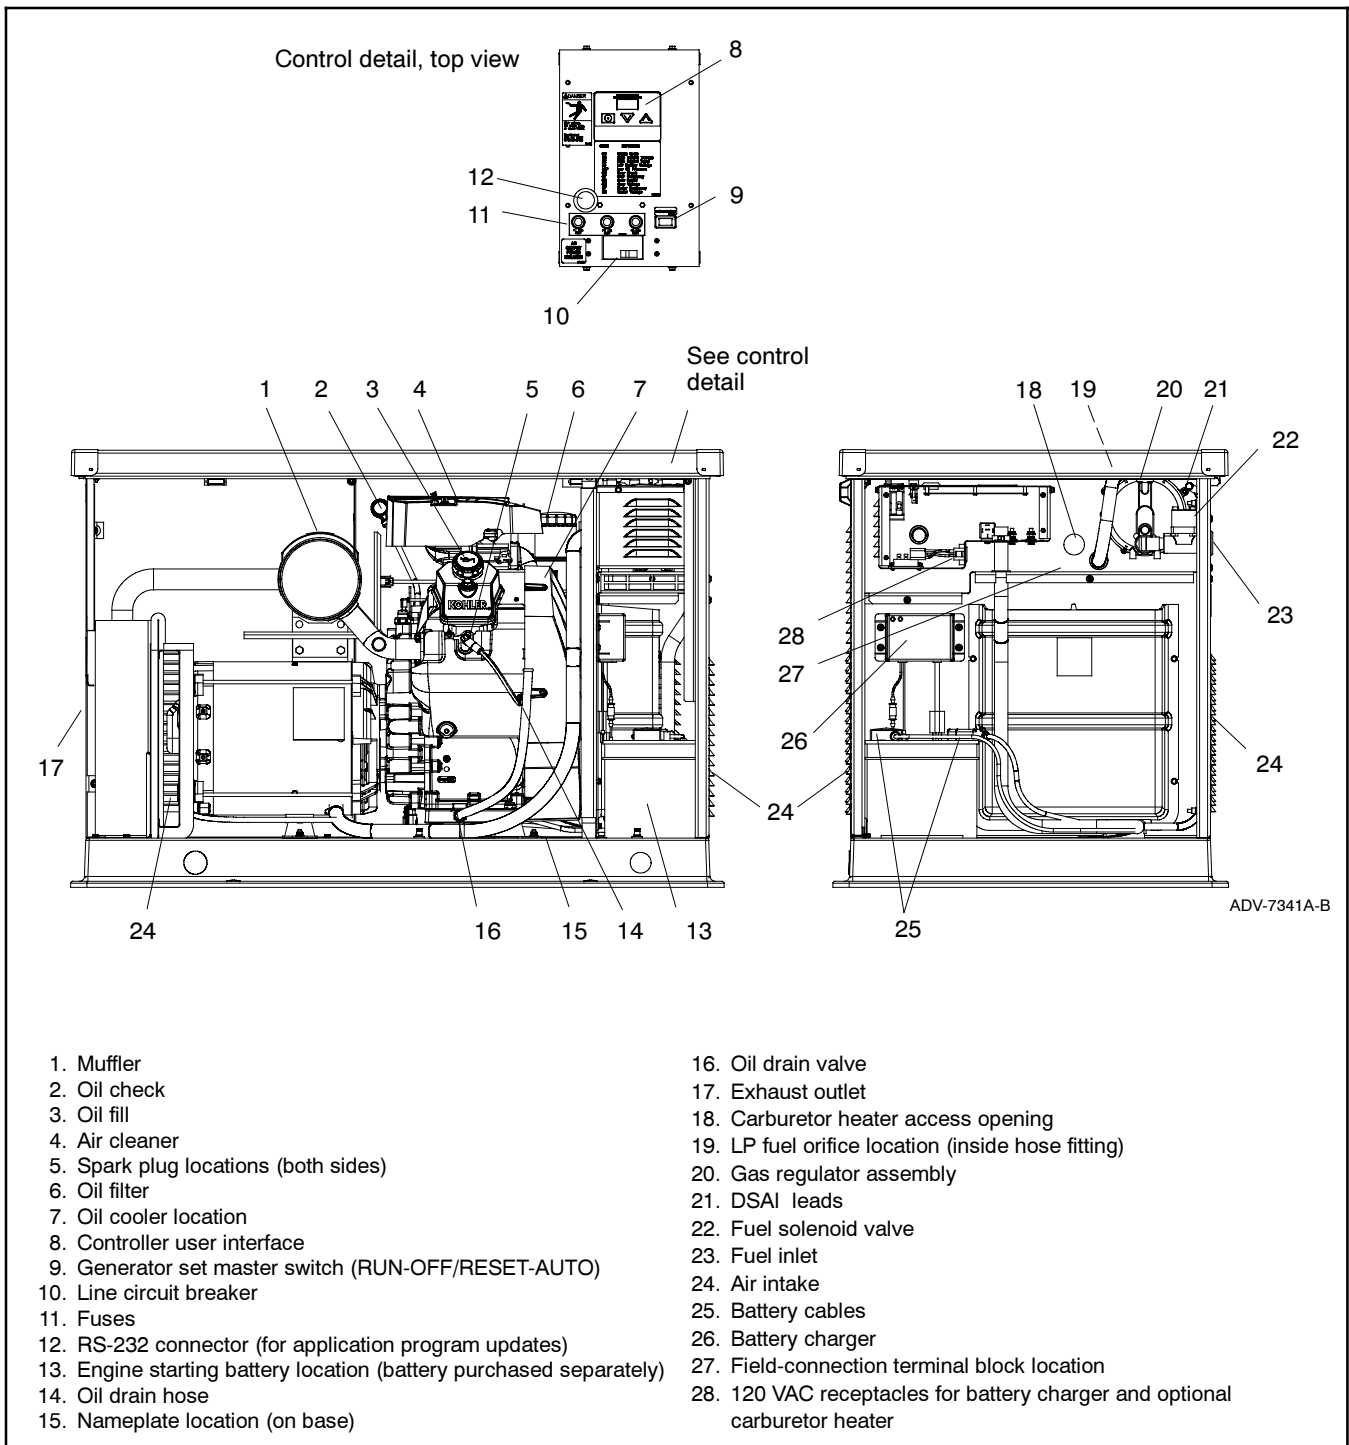 Control detail, top view
8
DANGER
12
11
9
10
See control
detail
1
2
3
4
5
6
7
18
19
20
21
22
KOHLER
23
28
27
26
17
24
24
24
16
15
14
13
25
ADV-7341A-B
1. Muffler
2. Oil check
3. Oil fill
4. Air cleaner
5. Spark plug locations (both sides)
6. Oil filter
7. Oil cooler location
8. Controller user interface
9. Generator set master switch (RUN-OFF/RESET-AUTO)
10. Line circuit breaker
11. Fuses
12. RS-232 connector (for application program updates)
13. Engine starting battery location (battery purchased separately)
14. Oil drain hose
15. Nameplate location (on base)
16. Oil drain valve
17. Exhaust outlet
18. Carburetor heater access opening
19. LP fuel orifice location (inside hose fitting)
20. Gas regulator assembly
21. DSAI leads
22. Fuel solenoid valve
23. Fuel inlet
24. Air intake
25. Battery cables
26. Battery charger
27. Field-connection terminal block location
28. 120 VAC receptacles for battery charger and optional
carburetor heater